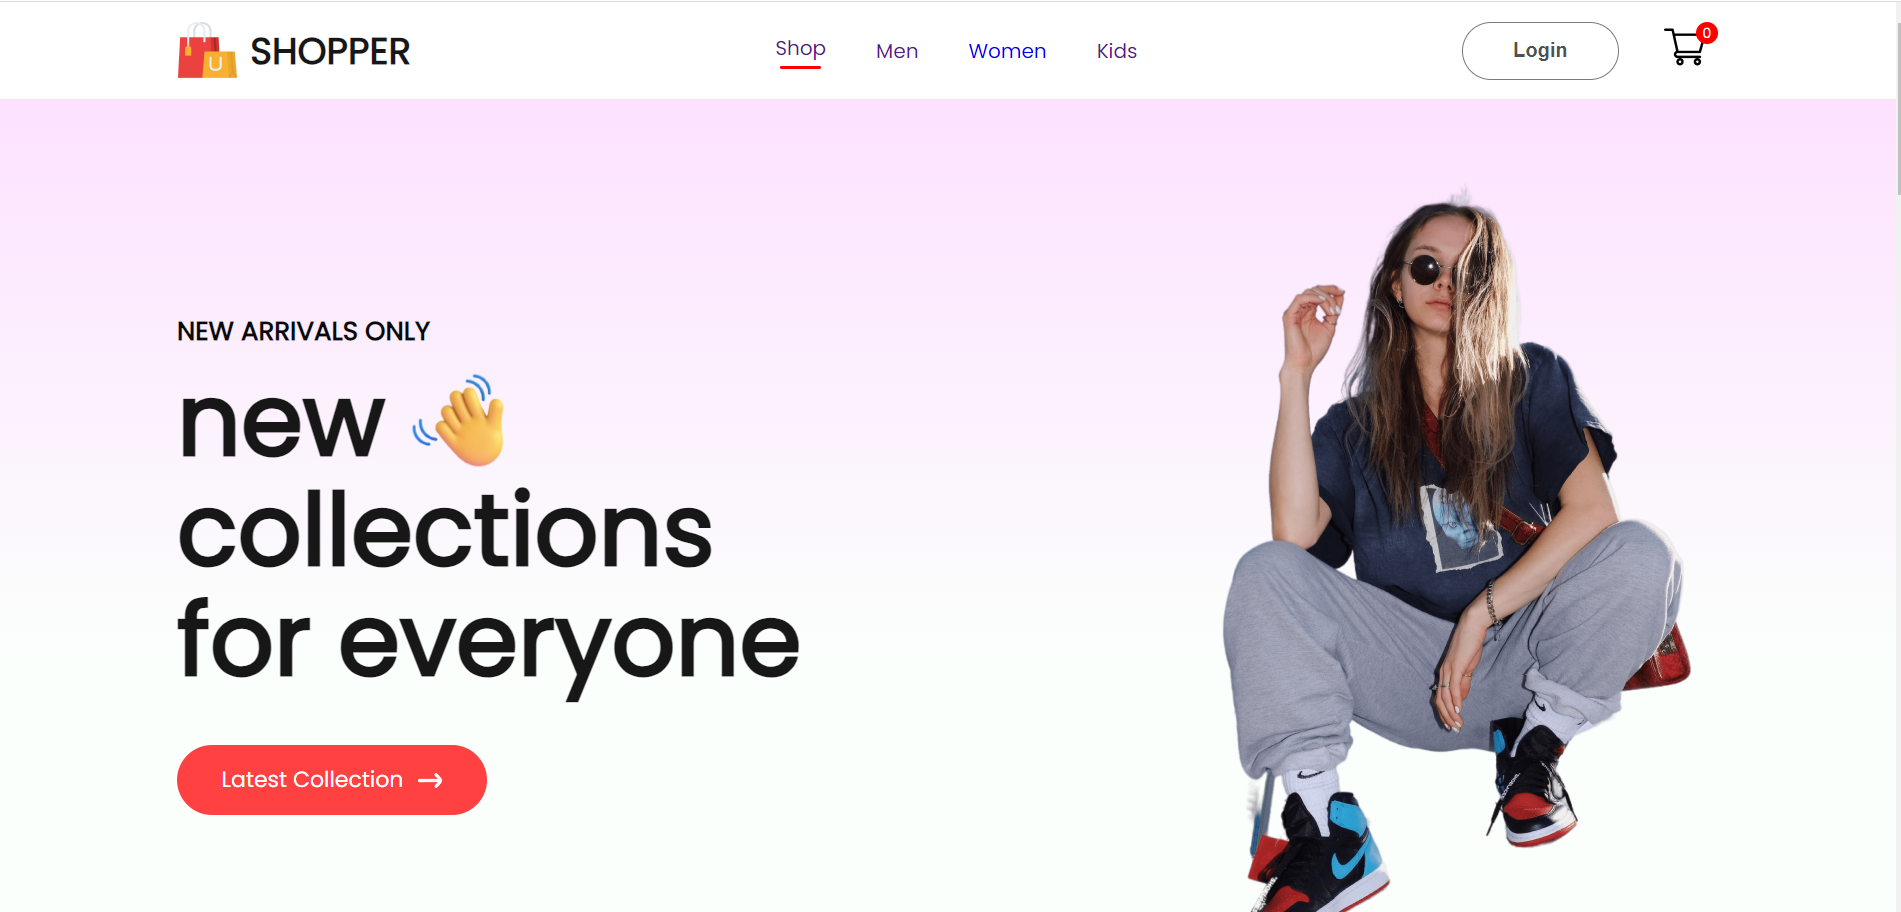 SHOPPER
Shop
Men
Women
Kids
Login
0
NEW ARRIVALS ONLY
new 👋
collections
for everyone
Latest Collection →